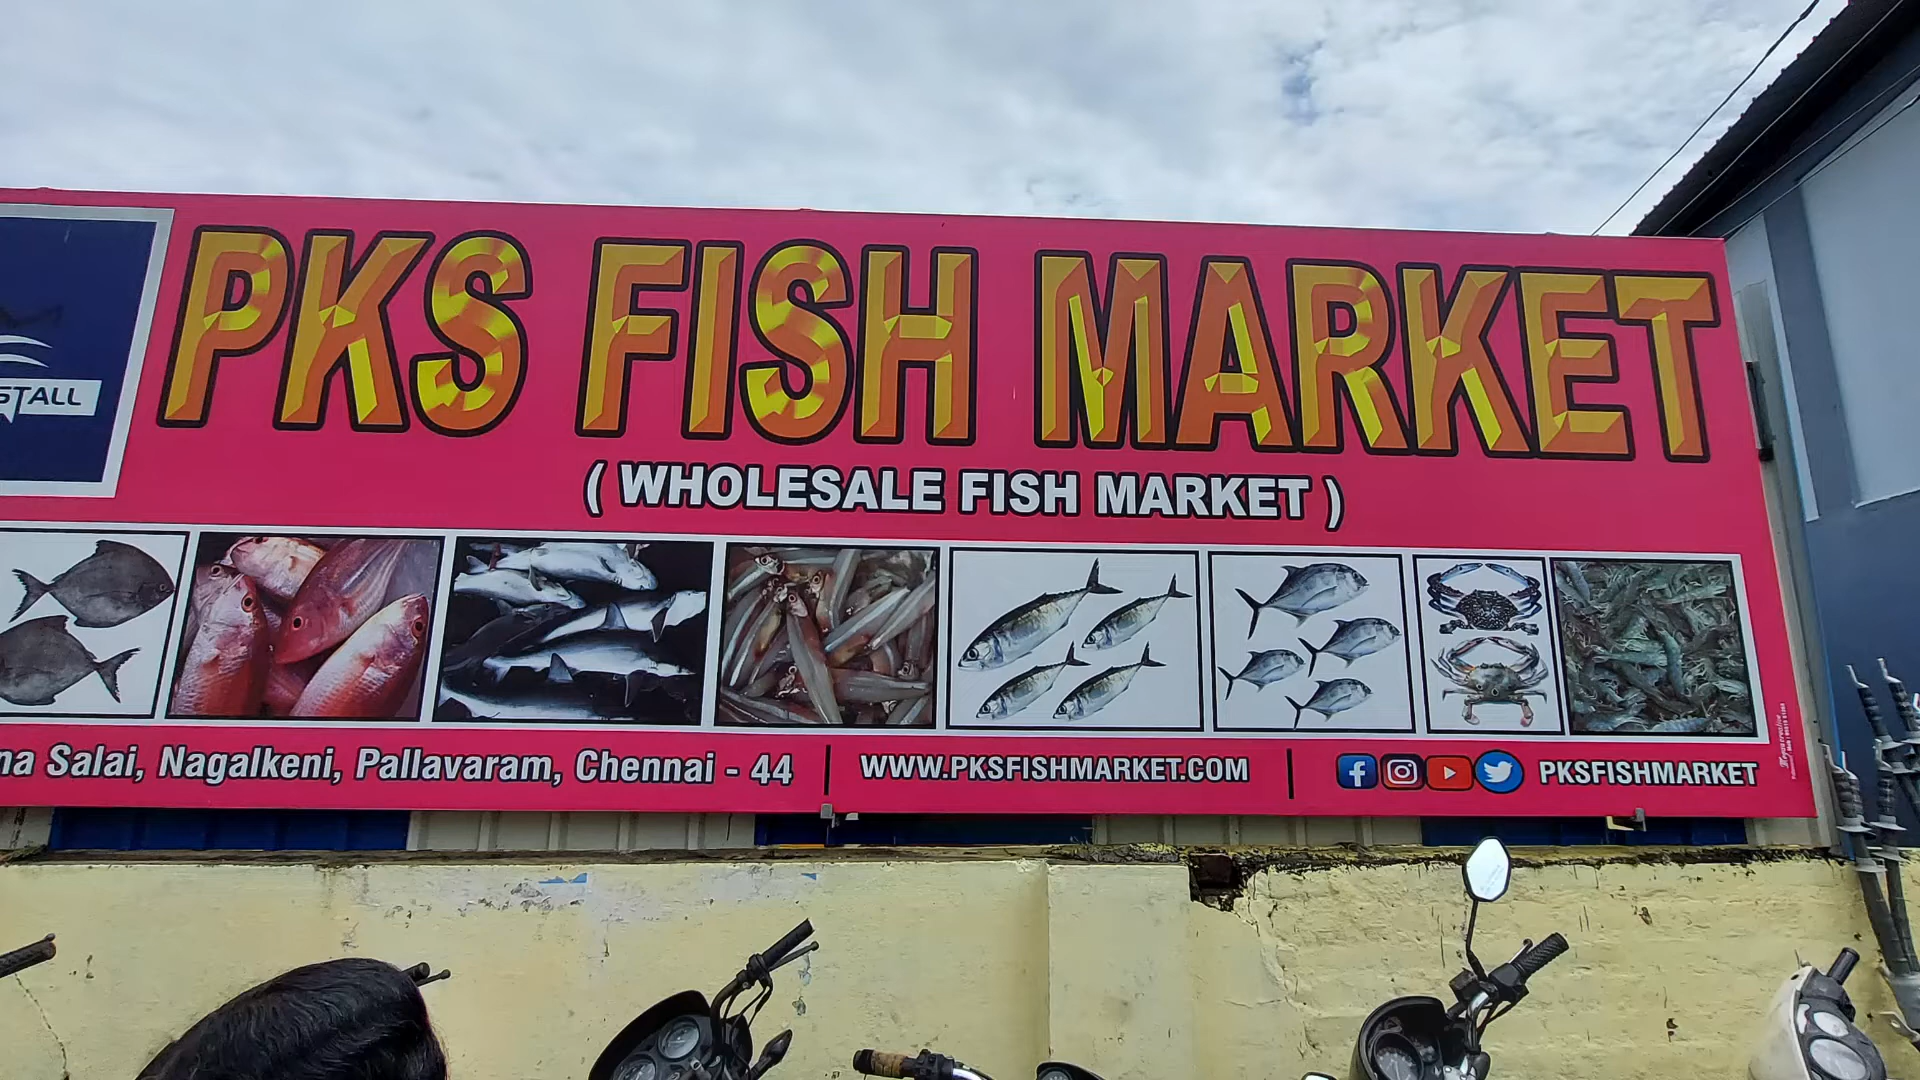 PKS FISH MARKET
STALL
( WHOLESALE FISH MARKET )
na Salai, Nagalkeni, Pallavaram, Chennai - 44
WWW.PKSFISHMARKET.COM
PKSFISHMARKET